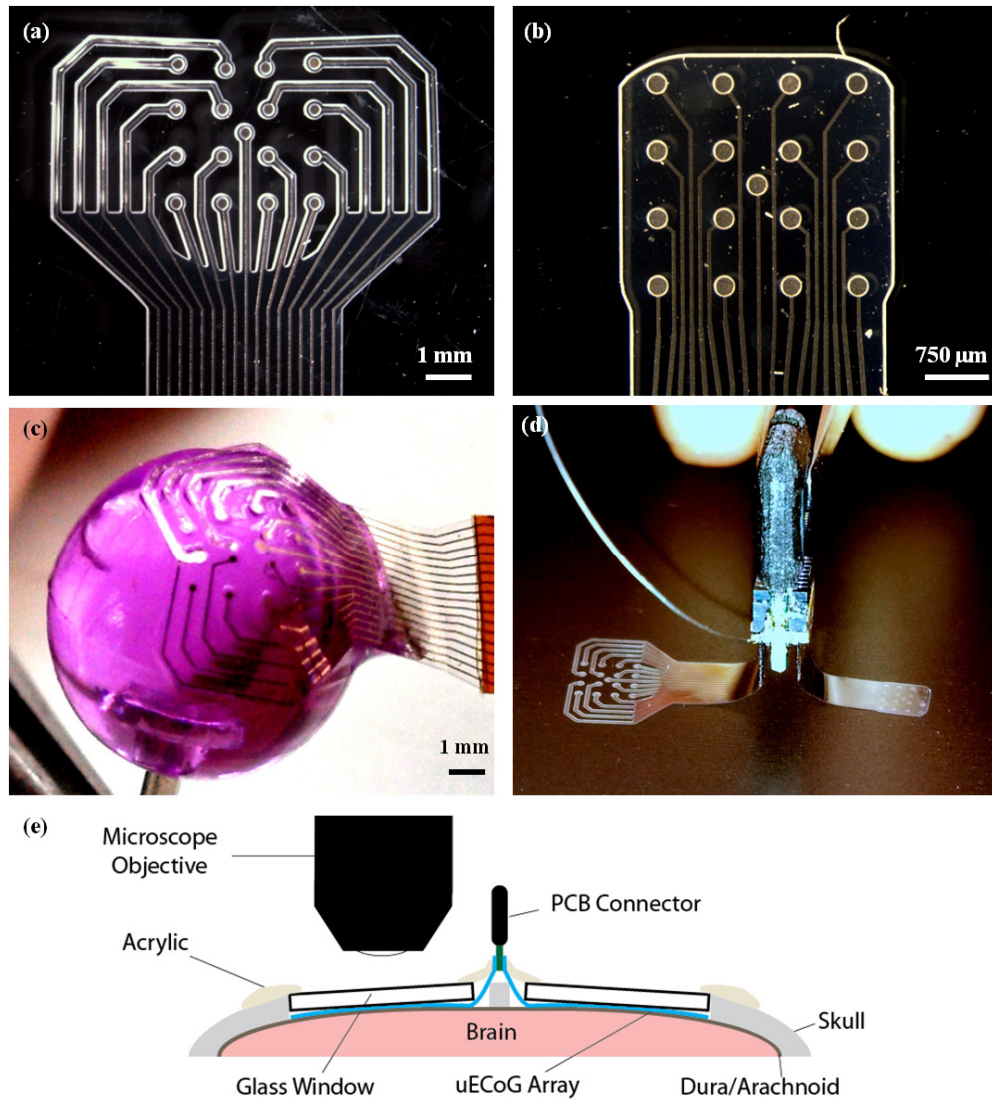 (a)
1 mm
(b)
750 µm
(c)
1 mm
(d)
(e)
Microscope
Objective
PCB Connector
Acrylic
Skull
Brain
Glass Window
uECoG Array
Dura/Arachnoid